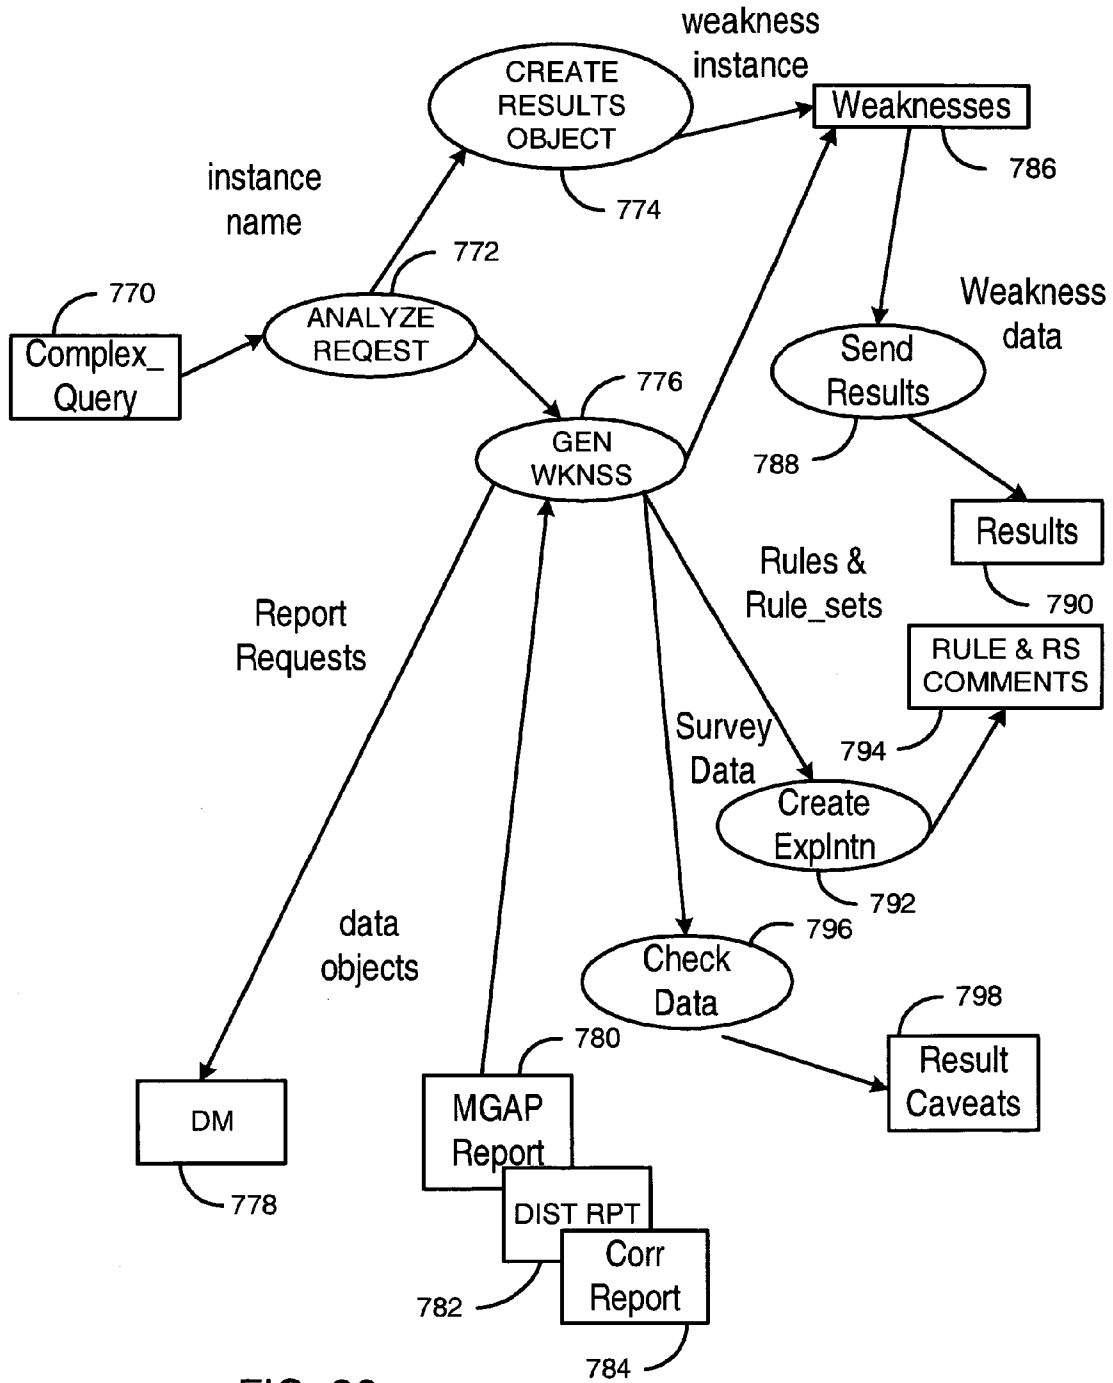 weakness
instance
CREATE
RESULTS
OBJECT
Weaknesses
786
774
instance
name
772
770
ANALYZE
REQEST
Complex_
Query
Weakness
data
Send
Results
776
788
GEN
WKNSS
Results
790
Rules &
Rule_sets
Report
Requests
RULE & RS
COMMENTS
794
Survey
Data
Create
Explntn
792
796
data
objects
Check
Data
798
780
Result
Caveats
MGAP
Report
DM
778
DIST RPT
Corr
Report
782
784